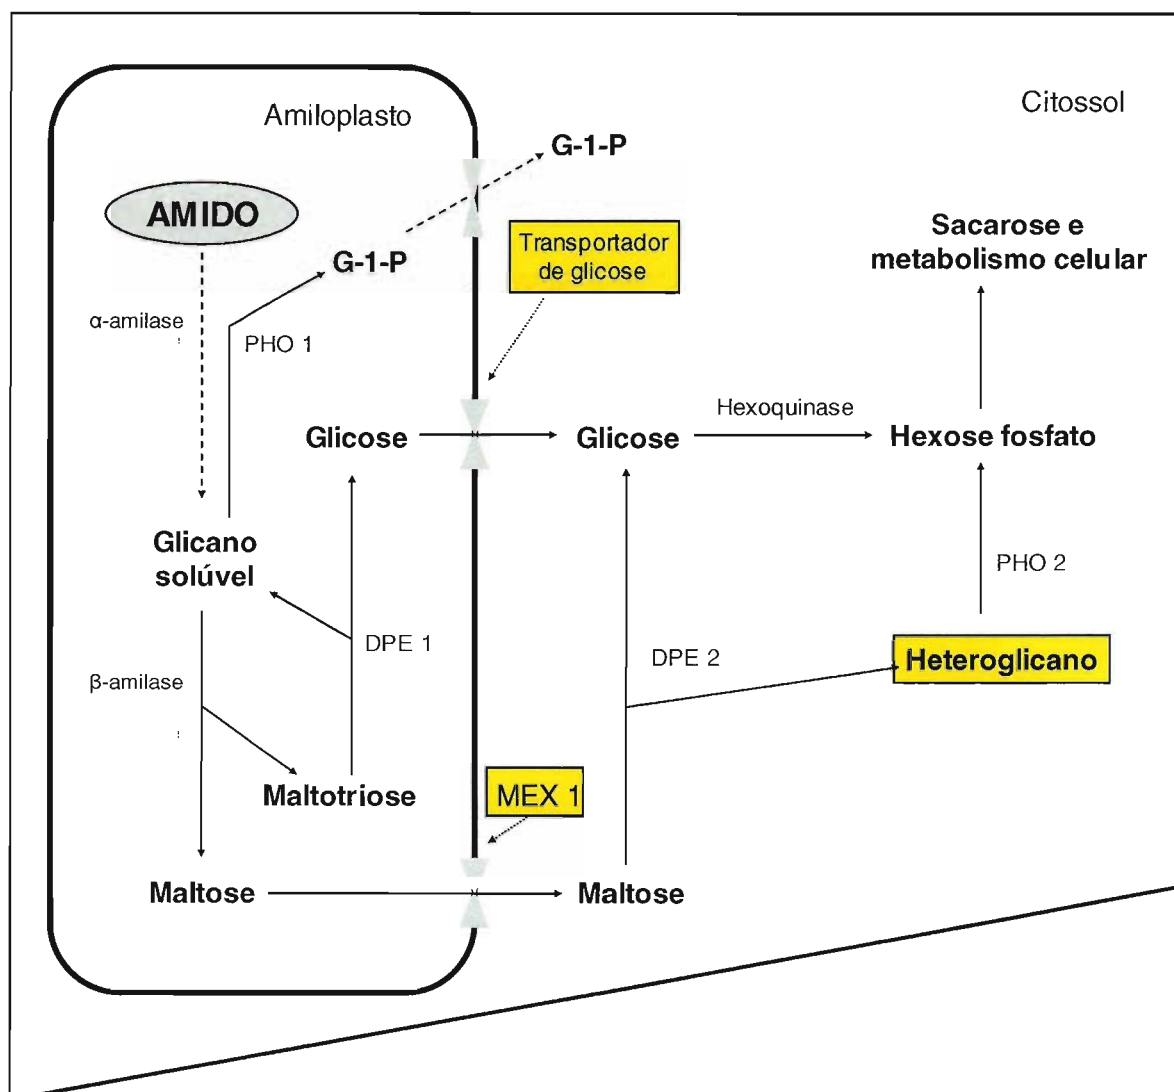 Amiloplasto
Citossol
G-1-P
AMIDO
G-1-P
Transportador
de glicose
Sacarose e
metabolismo celular
α-amilase
PHO 1
Glicose
Glicose
Hexoquinase
Hexose fosfato
Glicano
solúvel
PHO 2
DPE 1
DPE 2
Heteroglicano
β-amilase
Maltotriose
MEX 1
Maltose
Maltose